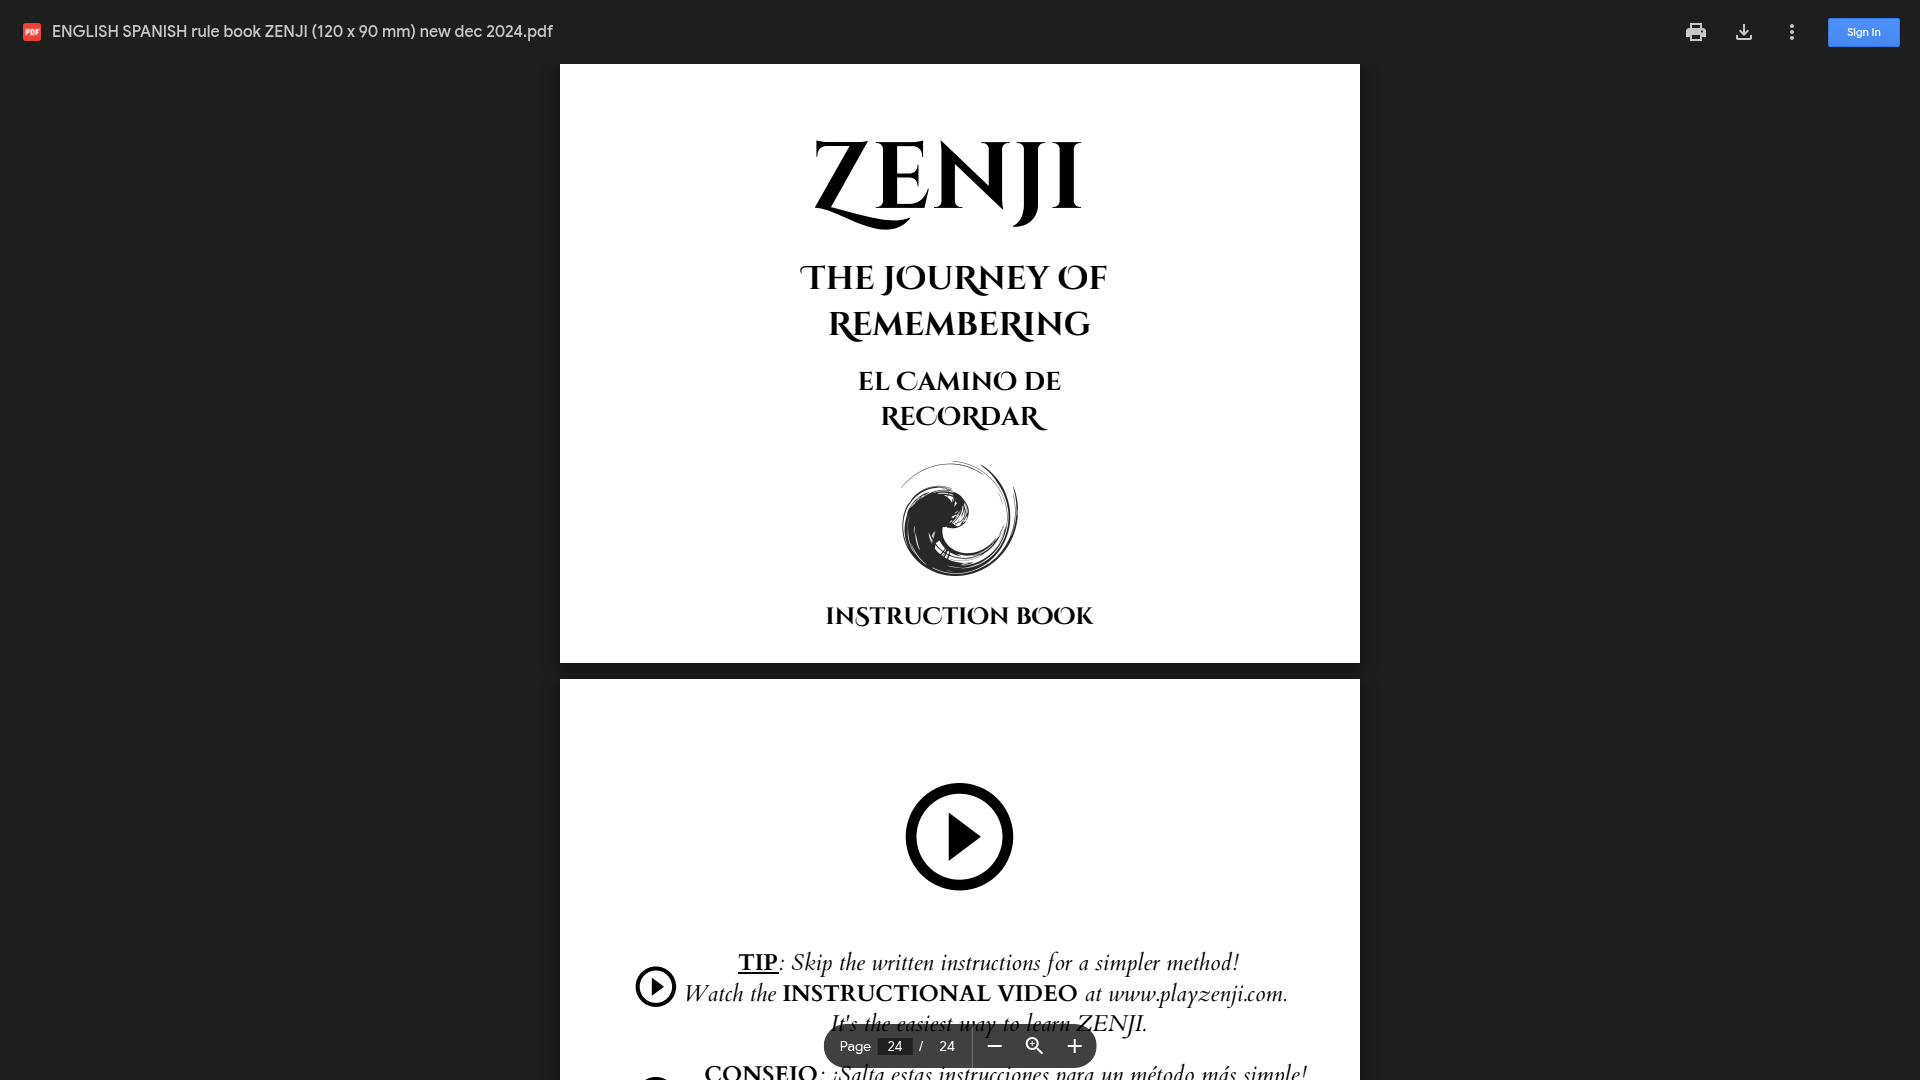 PDF ENGLISH SPANISH rule book ZENJI (120 x 90 mm) new dec 2024.pdf
Sign in
ZENJI
THE JOURNEY OF
REMEMBERING
EL CAMINO DE
RECORDAR
INSTRUCTION BOOK
TIP: Skip the written instructions for a simpler method!
Watch the INSTRUCTIONAL VIDEO at www.playzenji.com.
It's the easiest way to learn ZENJI.
Page 24 / 24
CONSEJO: ¡Salta estas instrucciones para un método más simple!